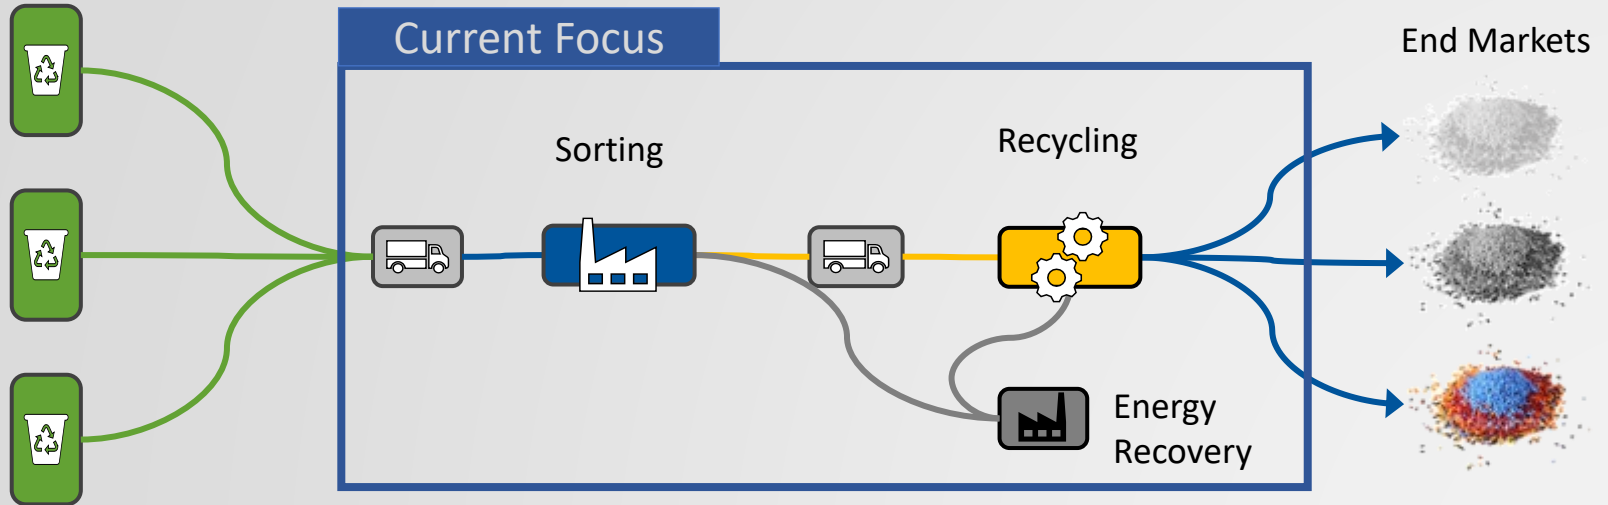 Current Focus
End Markets
Sorting
Recycling
Energy
Recovery